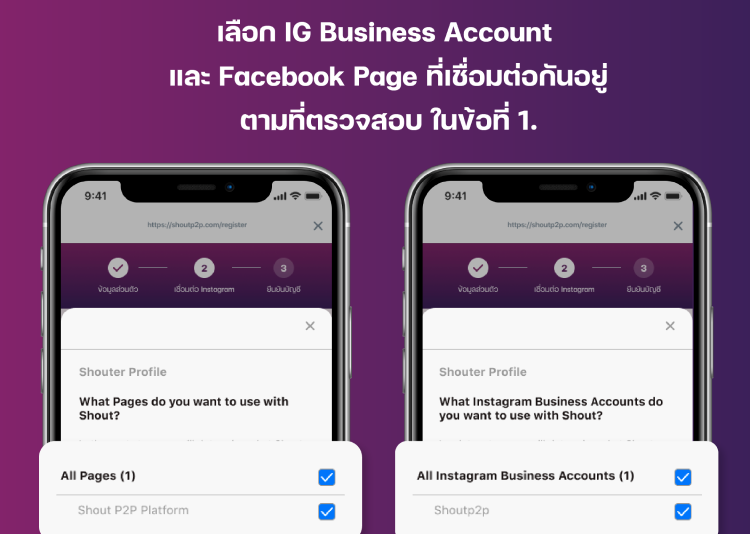 เลือก IG Business Account
และ Facebook Page ที่เชื่อมต่อกันอยู่
ตามที่ตรวจสอบ ในข้อที่ 1.
9:41
https://shoutp2p.com/register
2
3
ข้อมูลส่วนตัว
เชื่อมต่อ Instagram
ยืนยันบัญชี
Shouter Profile
What Pages do you want to use with
Shout?
All Pages (1)
Shout P2P Platform
9:41
https://shoutp2p.com/register
2
3
ข้อมูลส่วนตัว
เชื่อมต่อ Instagram
ยืนยันบัญชี
Shouter Profile
What Instagram Business Accounts do
you want to use with Shout?
All Instagram Business Accounts (1)
Shoutp2p